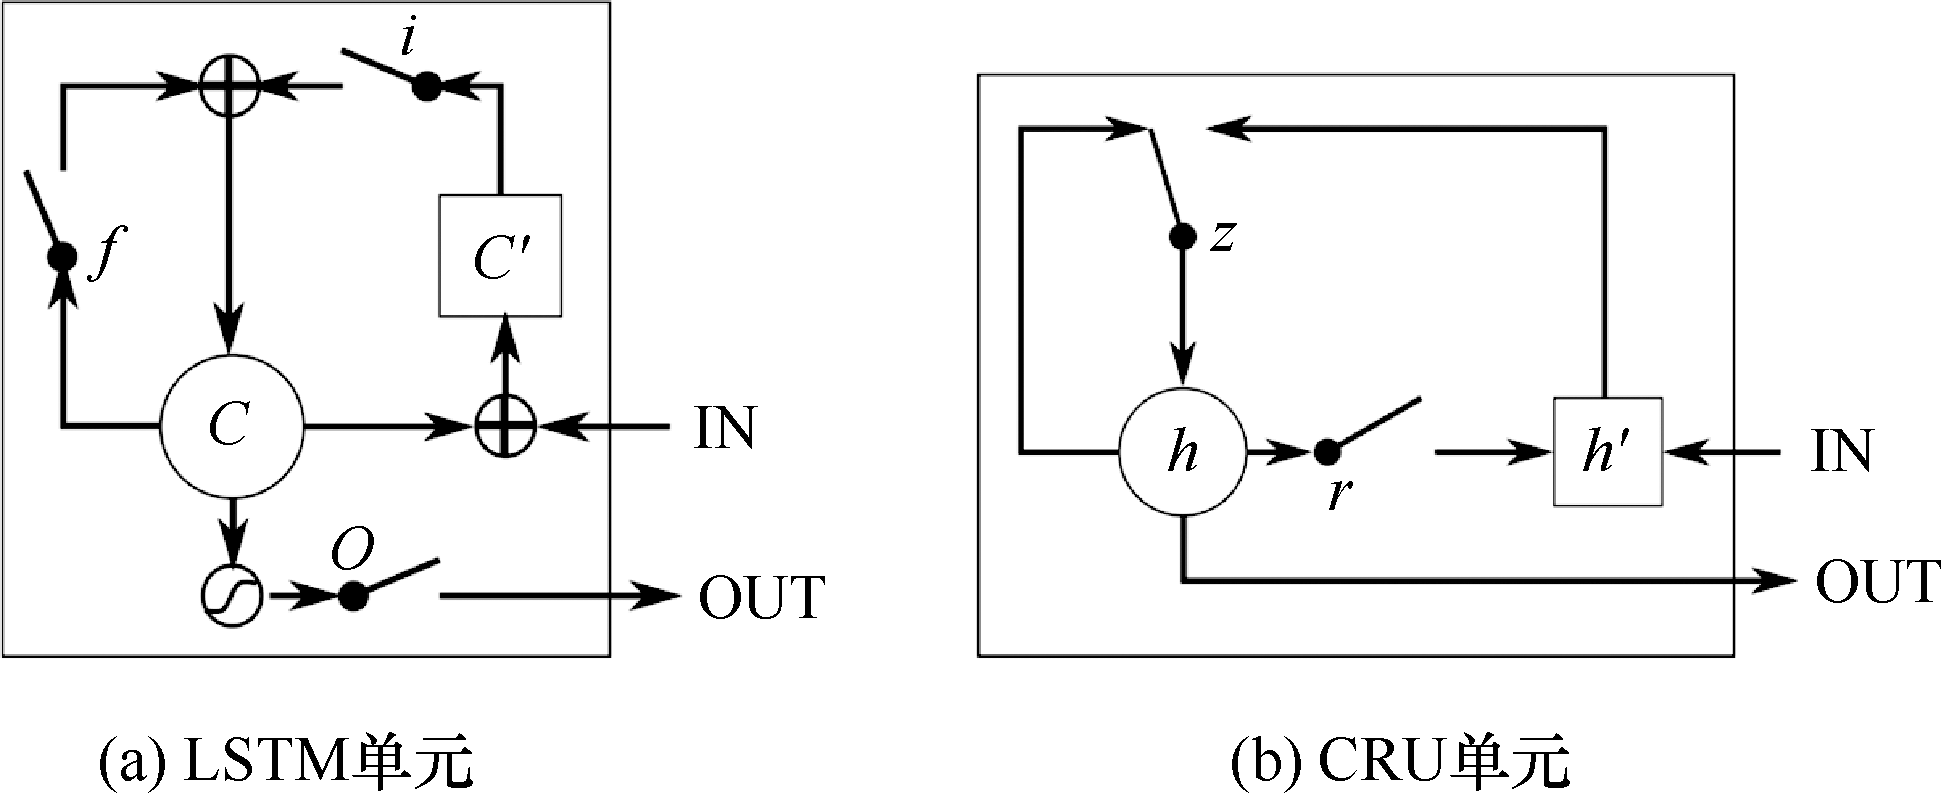 i
f
C′
C
IN
O
OUT
(a) LSTM单元
z
h
r
h′
IN
OUT
(b) CRU单元